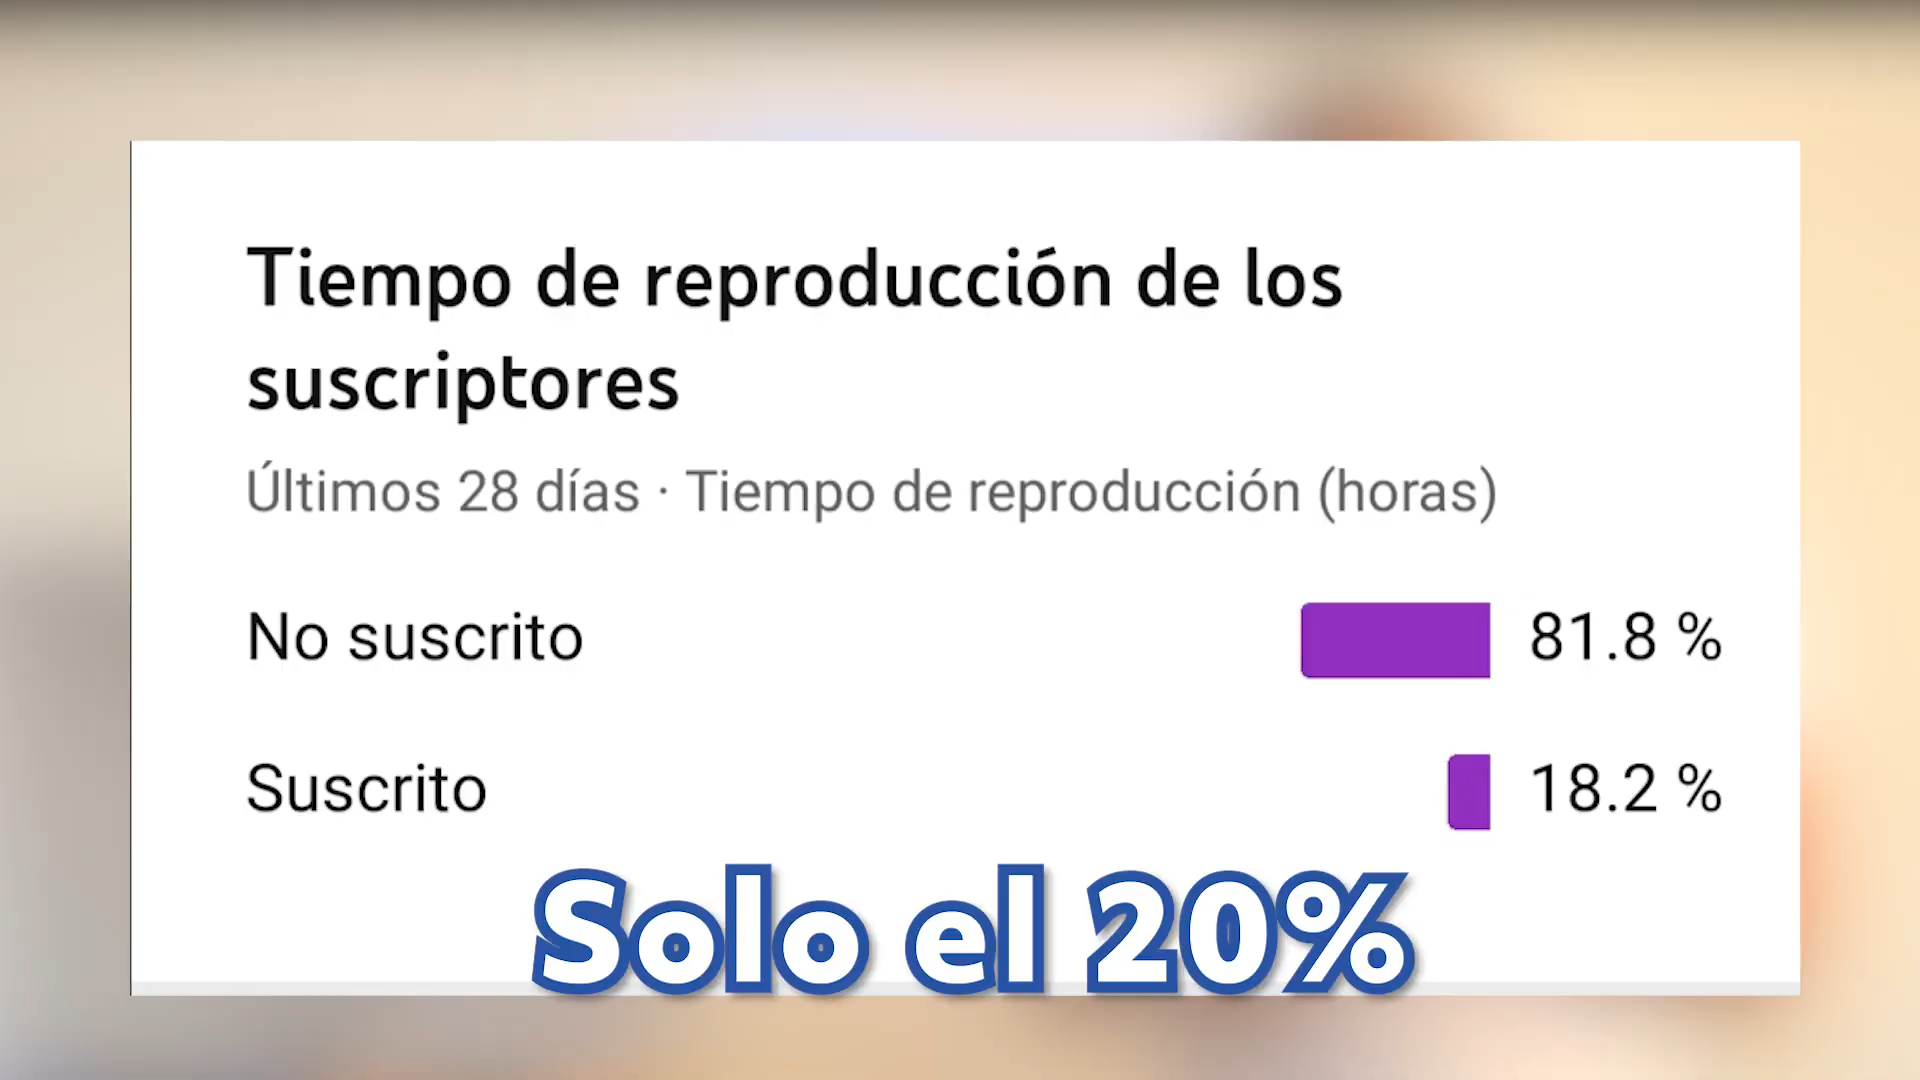 Tiempo de reproducción de los
suscriptores
Últimos 28 días · Tiempo de reproducción (horas)
No suscrito 81.8 %
Suscrito 18.2 %
Solo el 20%